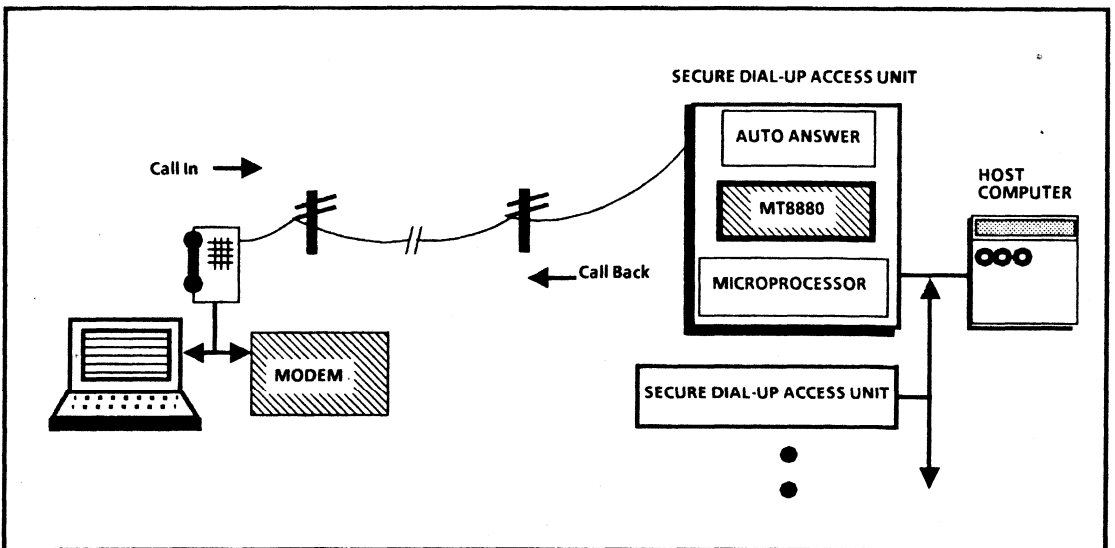 SECURE DIAL-UP ACCESS UNIT
AUTO ANSWER
Call In
HOST
COMPUTER
MT8880
Call Back
MICROPROCESSOR
MODEM
SECURE DIAL-UP ACCESS UNIT